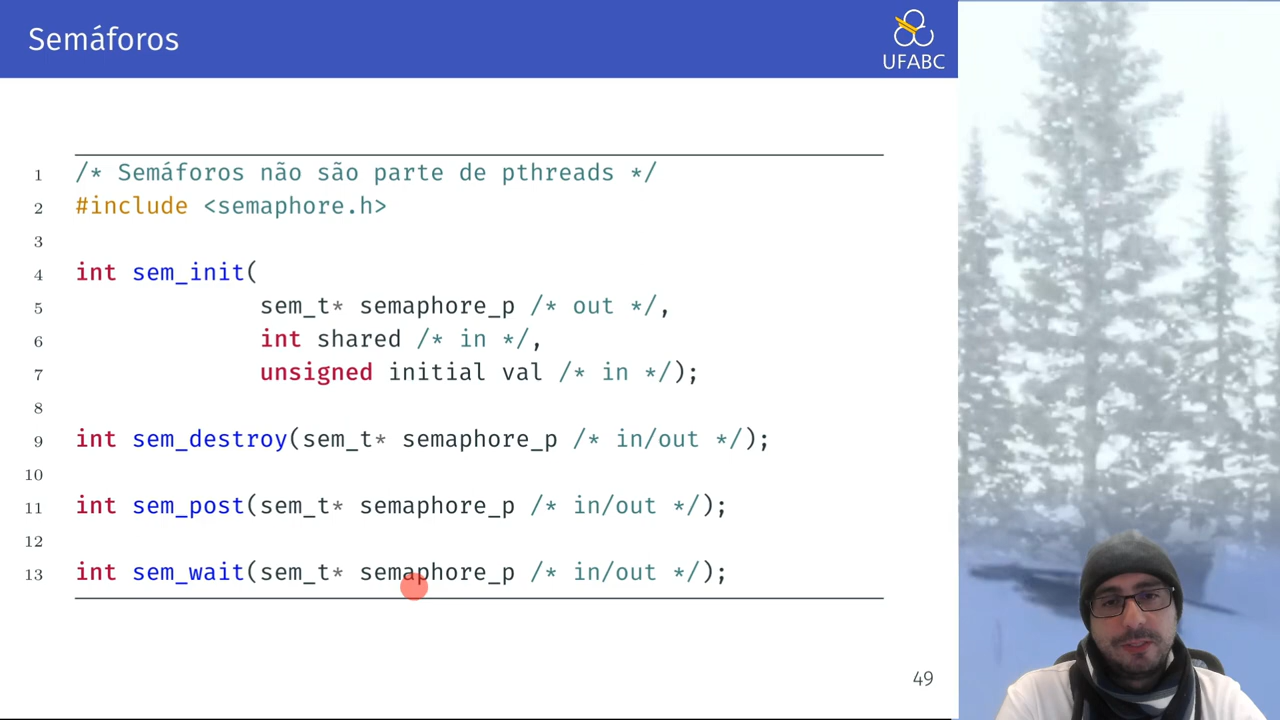 Semáforos
UFABC
1 /* Semáforos não são parte de pthreads */
2 #include <semaphore.h>
3
4 int sem_init(
5 sem_t* semaphore_p /* out */,
6 int shared /* in */,
7 unsigned initial val /* in */);
8
9 int sem_destroy(sem_t* semaphore_p /* in/out */);
10
11 int sem_post(sem_t* semaphore_p /* in/out */);
12
13 int sem_wait(sem_t* semaphore_p /* in/out */);
49